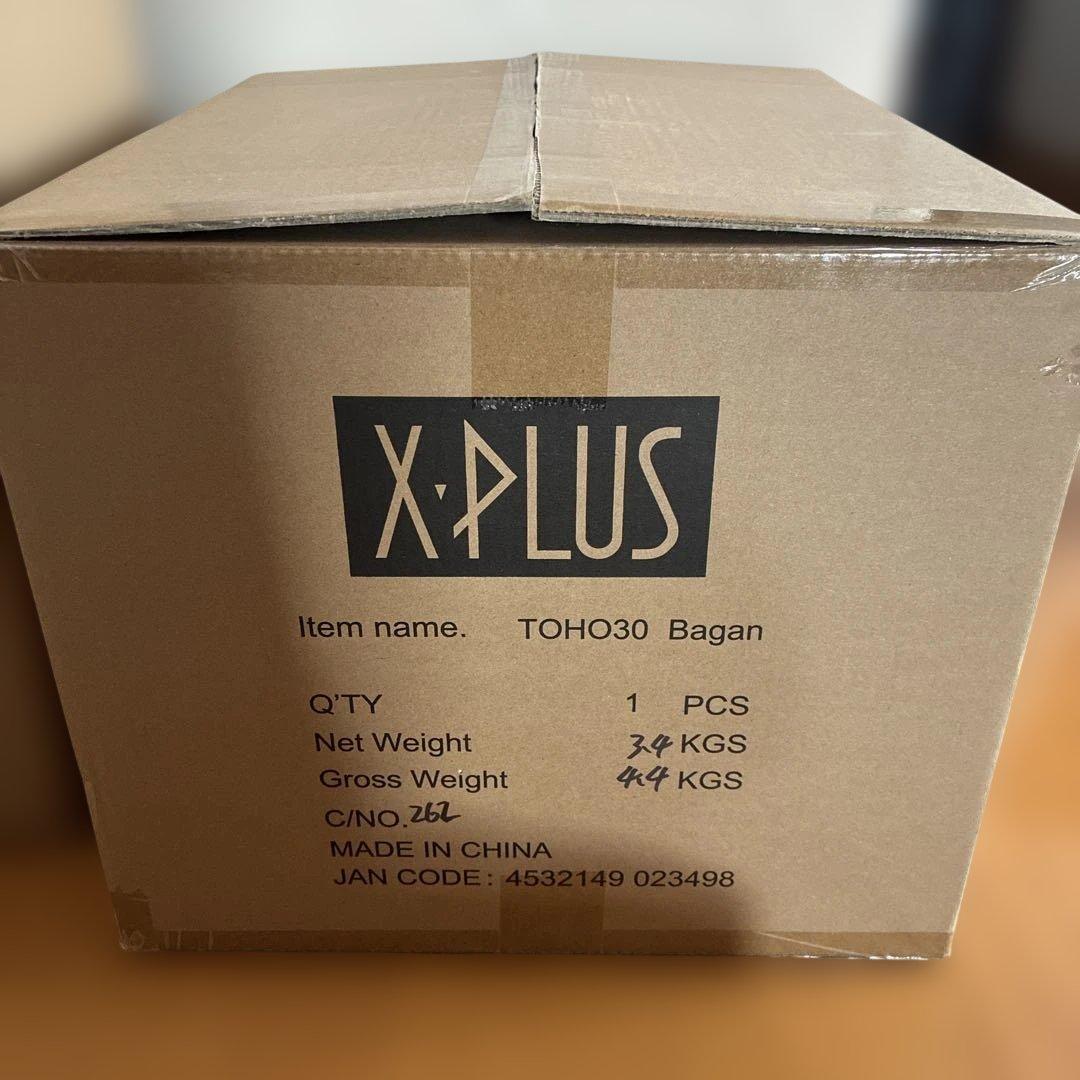 X·PLUS
Item name. TOHO30 Bagan
Q'TY 1 PCS
Net Weight 3.4 KGS
Gross Weight 4.4 KGS
C/NO. 262
MADE IN CHINA
JAN CODE: 4532149 023498